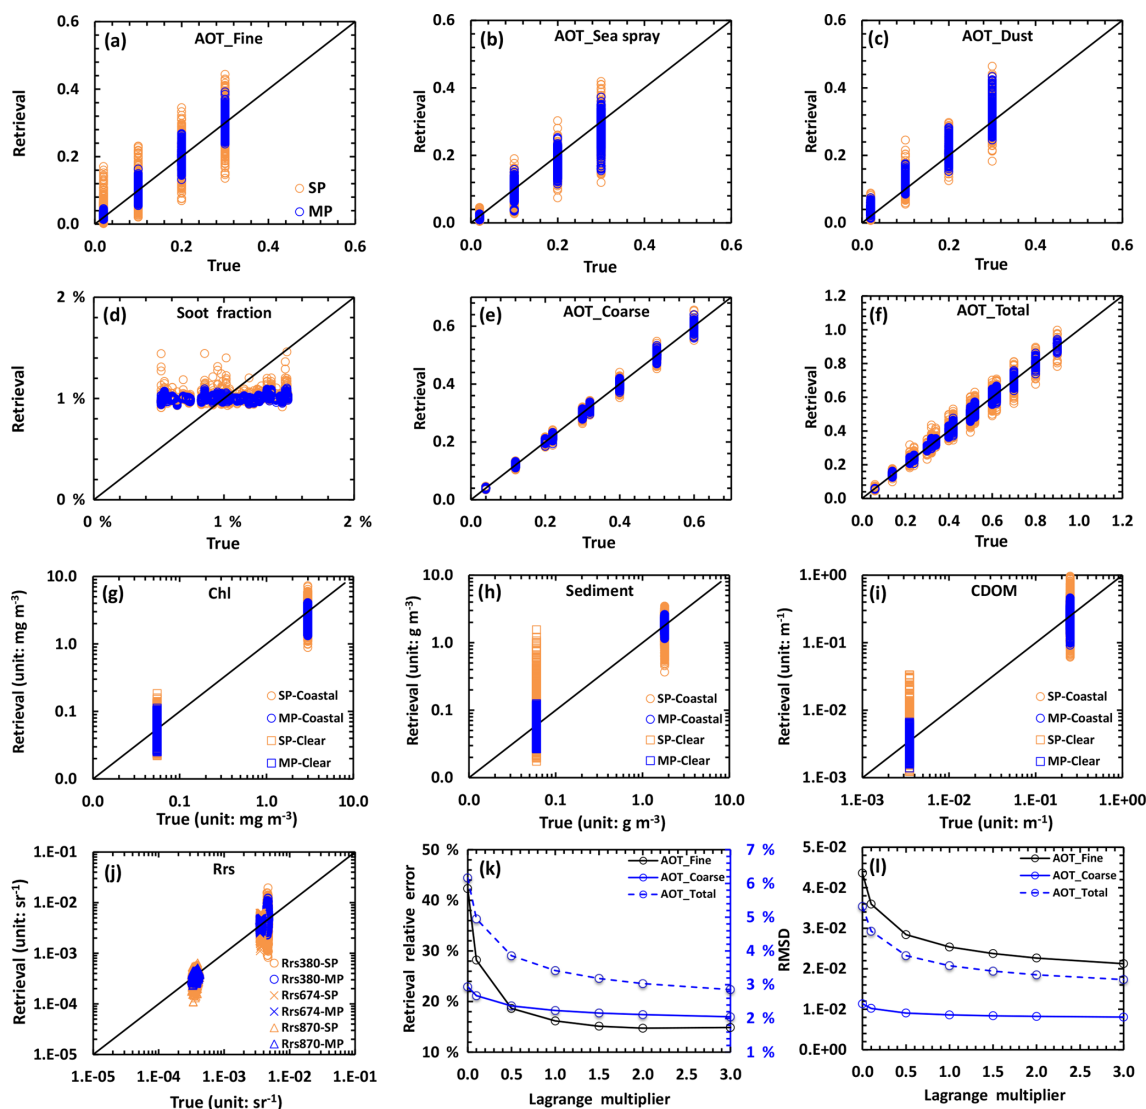 (a) AOT_Fine
Retrieval
0.6
0.4
0.2
0.0
SP
MP
0.0 0.2 0.4 0.6
True
(b) AOT_Sea spray
Retrieval
0.6
0.4
0.2
0.0
0.0 0.2 0.4 0.6
True
(c) AOT_Dust
Retrieval
0.6
0.4
0.2
0.0
0.0 0.2 0.4 0.6
True
(d) Soot fraction
Retrieval
2 %
1 %
0 %
0 % 1 % 2 %
True
(e) AOT_Coarse
Retrieval
0.6
0.4
0.2
0.0
0.0 0.2 0.4 0.6
True
(f) AOT_Total
Retrieval
1.2
1.0
0.8
0.6
0.4
0.2
0.0
0.0 0.2 0.4 0.6 0.8 1.0 1.2
True
(g) Chl
Retrieval (unit: mg m-3)
10.0
1.0
0.1
0.0
SP-Coastal
MP-Coastal
SP-Clear
MP-Clear
0.0 0.1 1.0 10.0
True (unit: mg m-3)
(h) Sediment
Retrieval (unit: g m-3)
10.0
1.0
0.1
0.0
SP-Coastal
MP-Coastal
SP-Clear
MP-Clear
0.0 0.1 1.0 10.0
True (unit: g m-3)
(i) CDOM
Retrieval (unit: m-1)
1.E+00
1.E-01
1.E-02
1.E-03
SP-Coastal
MP-Coastal
SP-Clear
MP-Clear
1.E-03 1.E-02 1.E-01 1.E+00
True (unit: m-1)
(j) Rrs
Retrieval (unit: sr-1)
1.E-01
1.E-02
1.E-03
1.E-04
1.E-05
Rrs380-SP
Rrs380-MP
Rrs674-SP
Rrs674-MP
Rrs870-SP
Rrs870-MP
1.E-05 1.E-04 1.E-03 1.E-02 1.E-01
True (unit: sr-1)
(k)
Retrieval relative error
50 %
40 %
30 %
20 %
10 %
AOT_Fine
AOT_Coarse
AOT_Total
7 %
6 %
5 %
4 %
3 %
2 %
1 %
0.0 0.5 1.0 1.5 2.0 2.5 3.0
Lagrange multiplier
(l)
RMSD
5.E-02
4.E-02
3.E-02
2.E-02
1.E-02
0.E+00
AOT_Fine
AOT_Coarse
AOT_Total
0.0 0.5 1.0 1.5 2.0 2.5 3.0
Lagrange multiplier